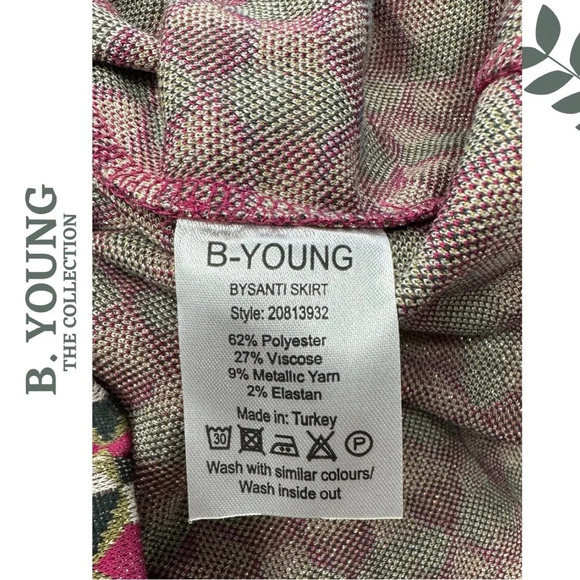 B. YOUNG
THE COLLECTION
B-YOUNG
BYSANTI SKIRT
Style: 20813932
62% Polyester
27% Viscose
9% Metallic Yarn
2% Elastan
Made in: Turkey
30 P
Wash with similar colours/
Wash inside out